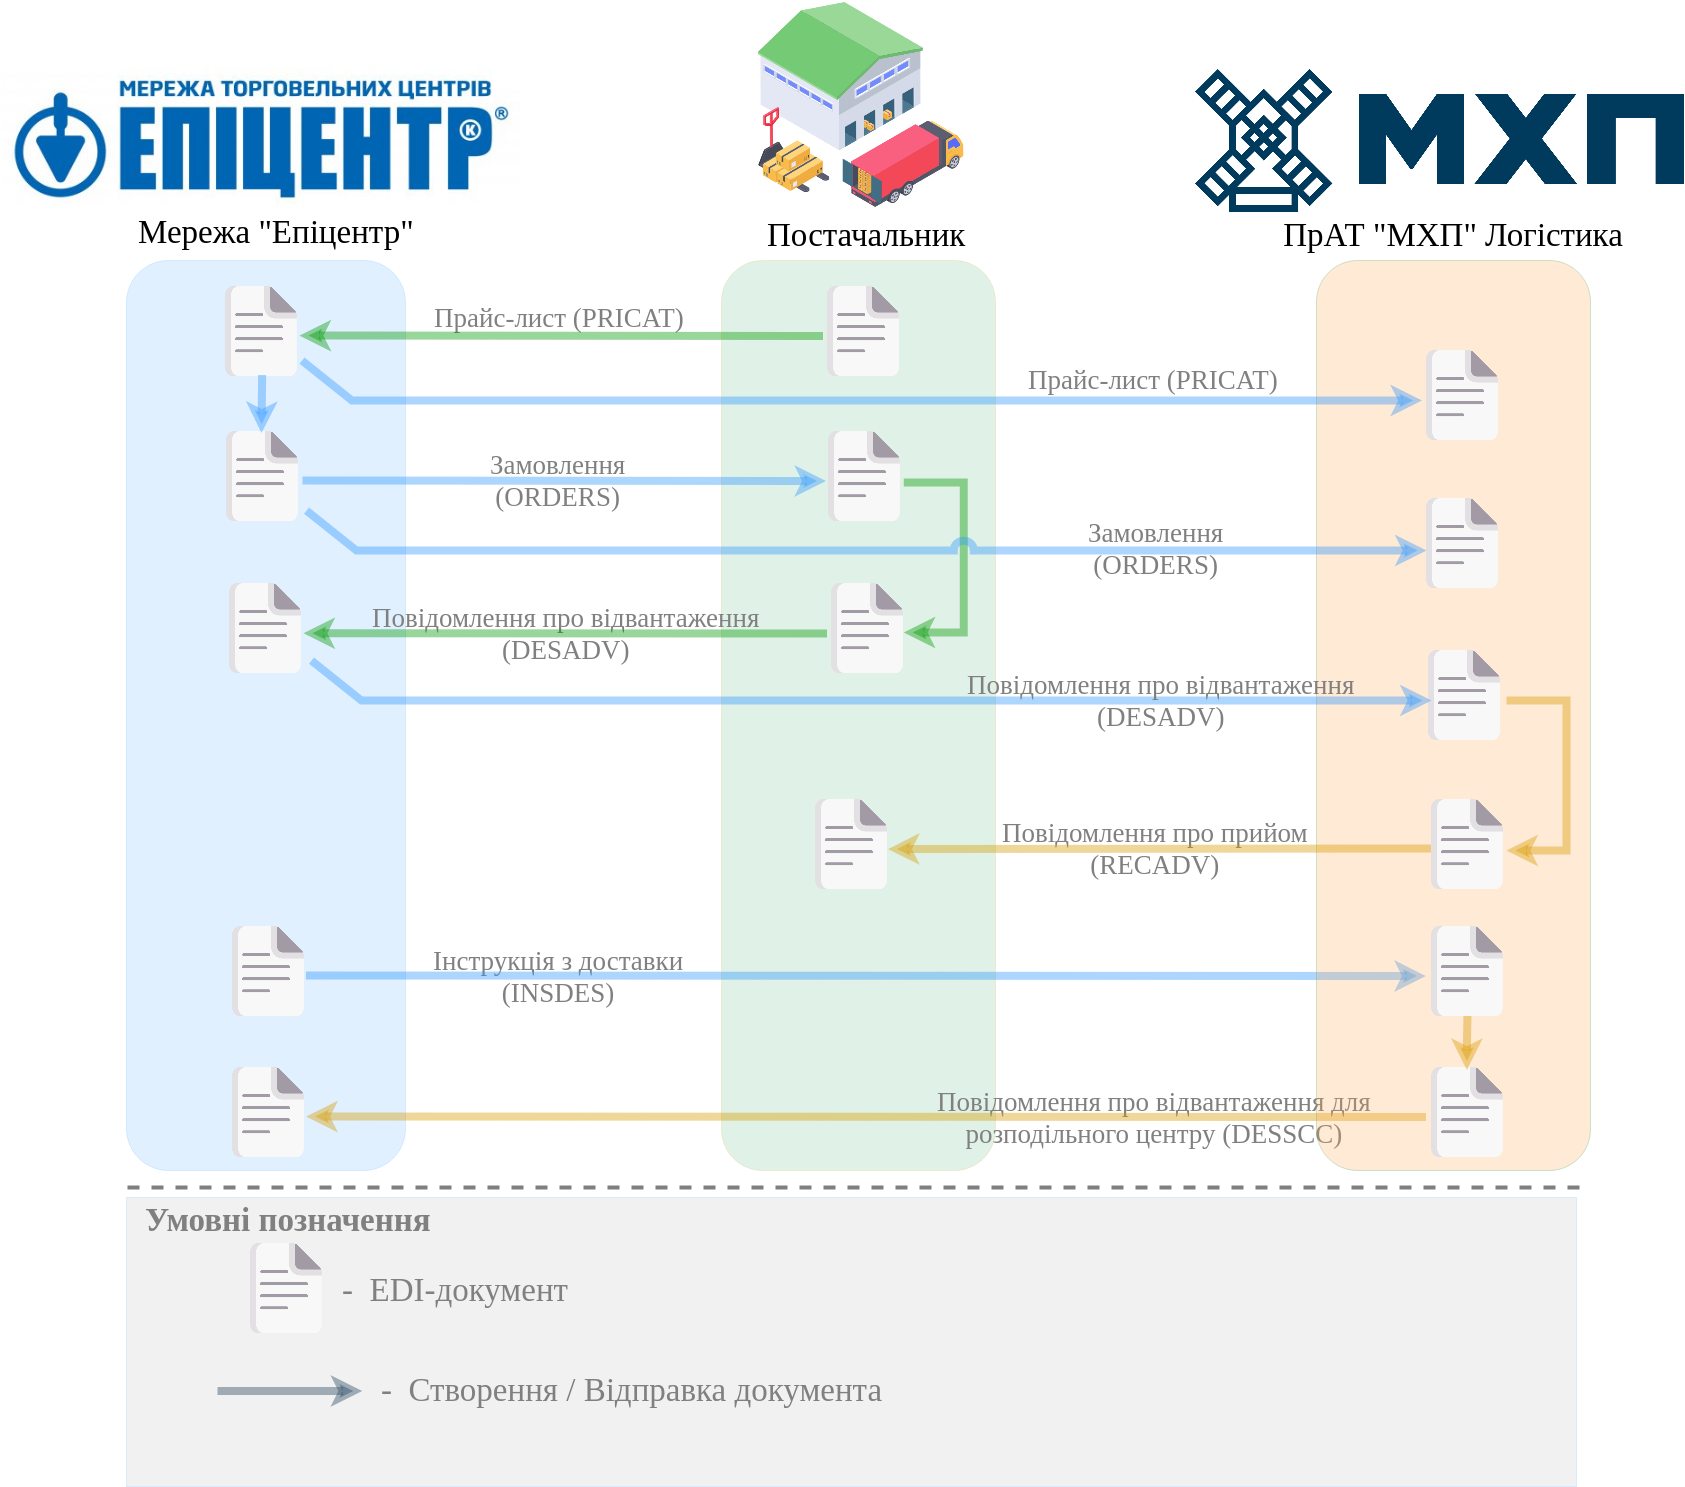 МЕРЕЖА ТОРГОВЕЛЬНИХ ЦЕНТРІВ
ЕПІЦЕНТР® К
МХП
Мережа "Епіцентр"
Постачальник
ПрАТ "МХП" Логістика
Прайс-лист (PRICAT)
Прайс-лист (PRICAT)
Замовлення
(ORDERS)
Замовлення
(ORDERS)
Повідомлення про відвантаження
(DESADV)
Повідомлення про відвантаження
(DESADV)
Повідомлення про прийом
(RECADV)
Інструкція з доставки
(INSDES)
Повідомлення про відвантаження для
розподільного центру (DESSCC)
Умовні позначення
- EDI-документ
- Створення / Відправка документа